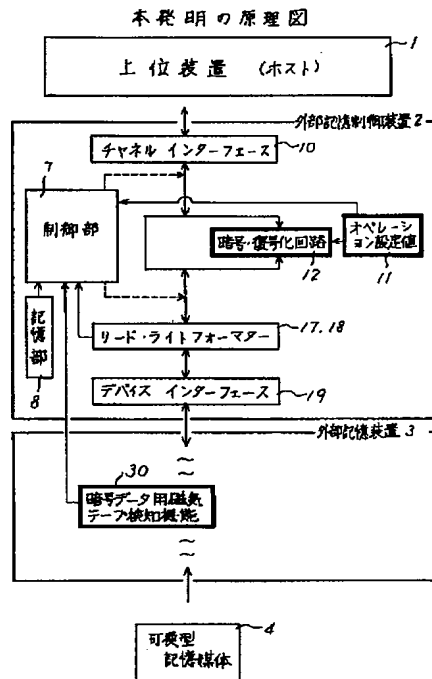 本発明の原理図
1
上位装置 (ホスト)
外部記憶制御装置2
チャネル インターフェース
10
7
制御部
暗号・復号化回路
12
オペレーション設定値
11
記憶部
8
リード・ライトフォーマター
17,18
デバイス インターフェース
19
外部記憶装置3
30
暗号データ用磁気
テープ検知機能
4
可換型
記憶媒体